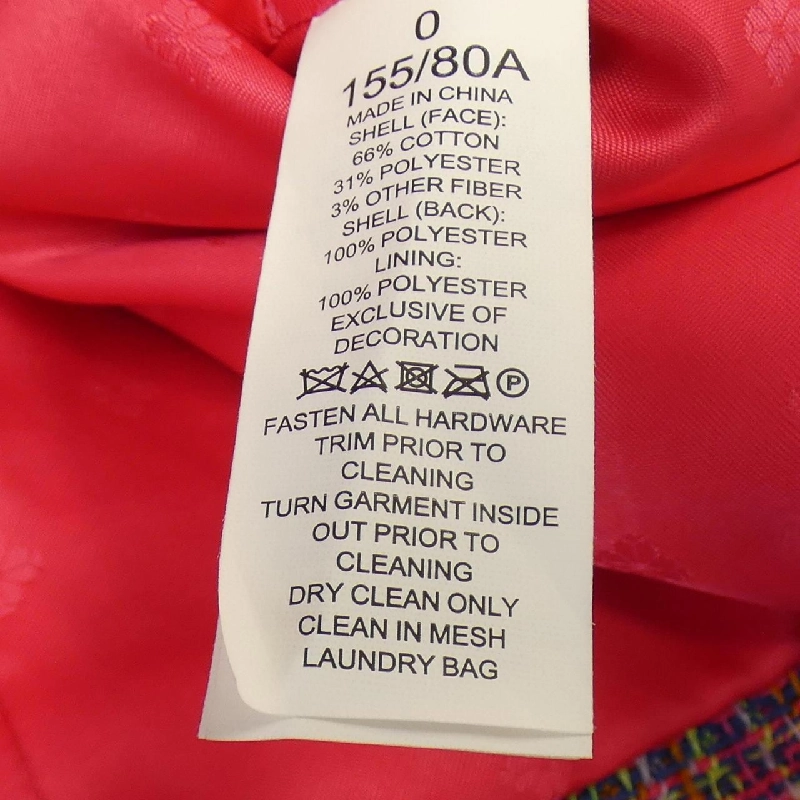 0
155/80A
MADE IN CHINA
SHELL (FACE):
66% COTTON
31% POLYESTER
3% OTHER FIBER
SHELL (BACK):
100% POLYESTER
LINING:
100% POLYESTER
EXCLUSIVE OF
DECORATION
P
FASTEN ALL HARDWARE
TRIM PRIOR TO
CLEANING
TURN GARMENT INSIDE
OUT PRIOR TO
CLEANING
DRY CLEAN ONLY
CLEAN IN MESH
LAUNDRY BAG